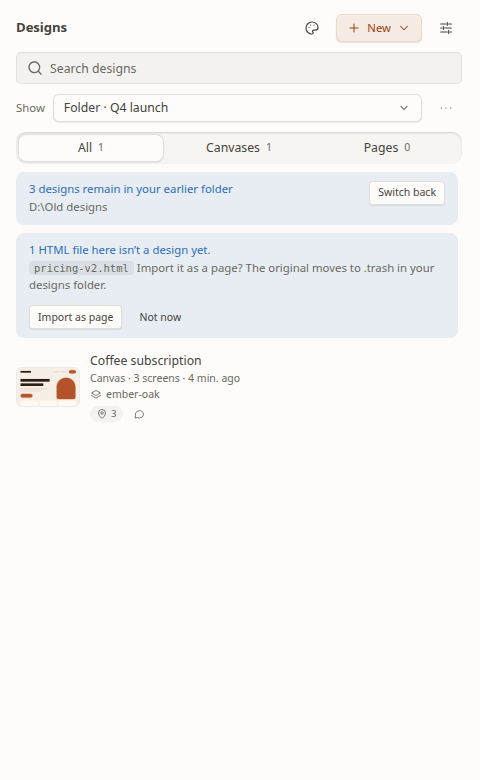 Designs
New
Search designs
Show
Folder · Q4 launch
All 1
Canvases 1
Pages 0
3 designs remain in your earlier folder
Switch back
D:\Old designs
1 HTML file here isn’t a design yet.
pricing-v2.html Import it as a page? The original moves to .trash in your
designs folder.
Import as page
Not now
Coffee subscription
Canvas · 3 screens · 4 min. ago
ember-oak
3